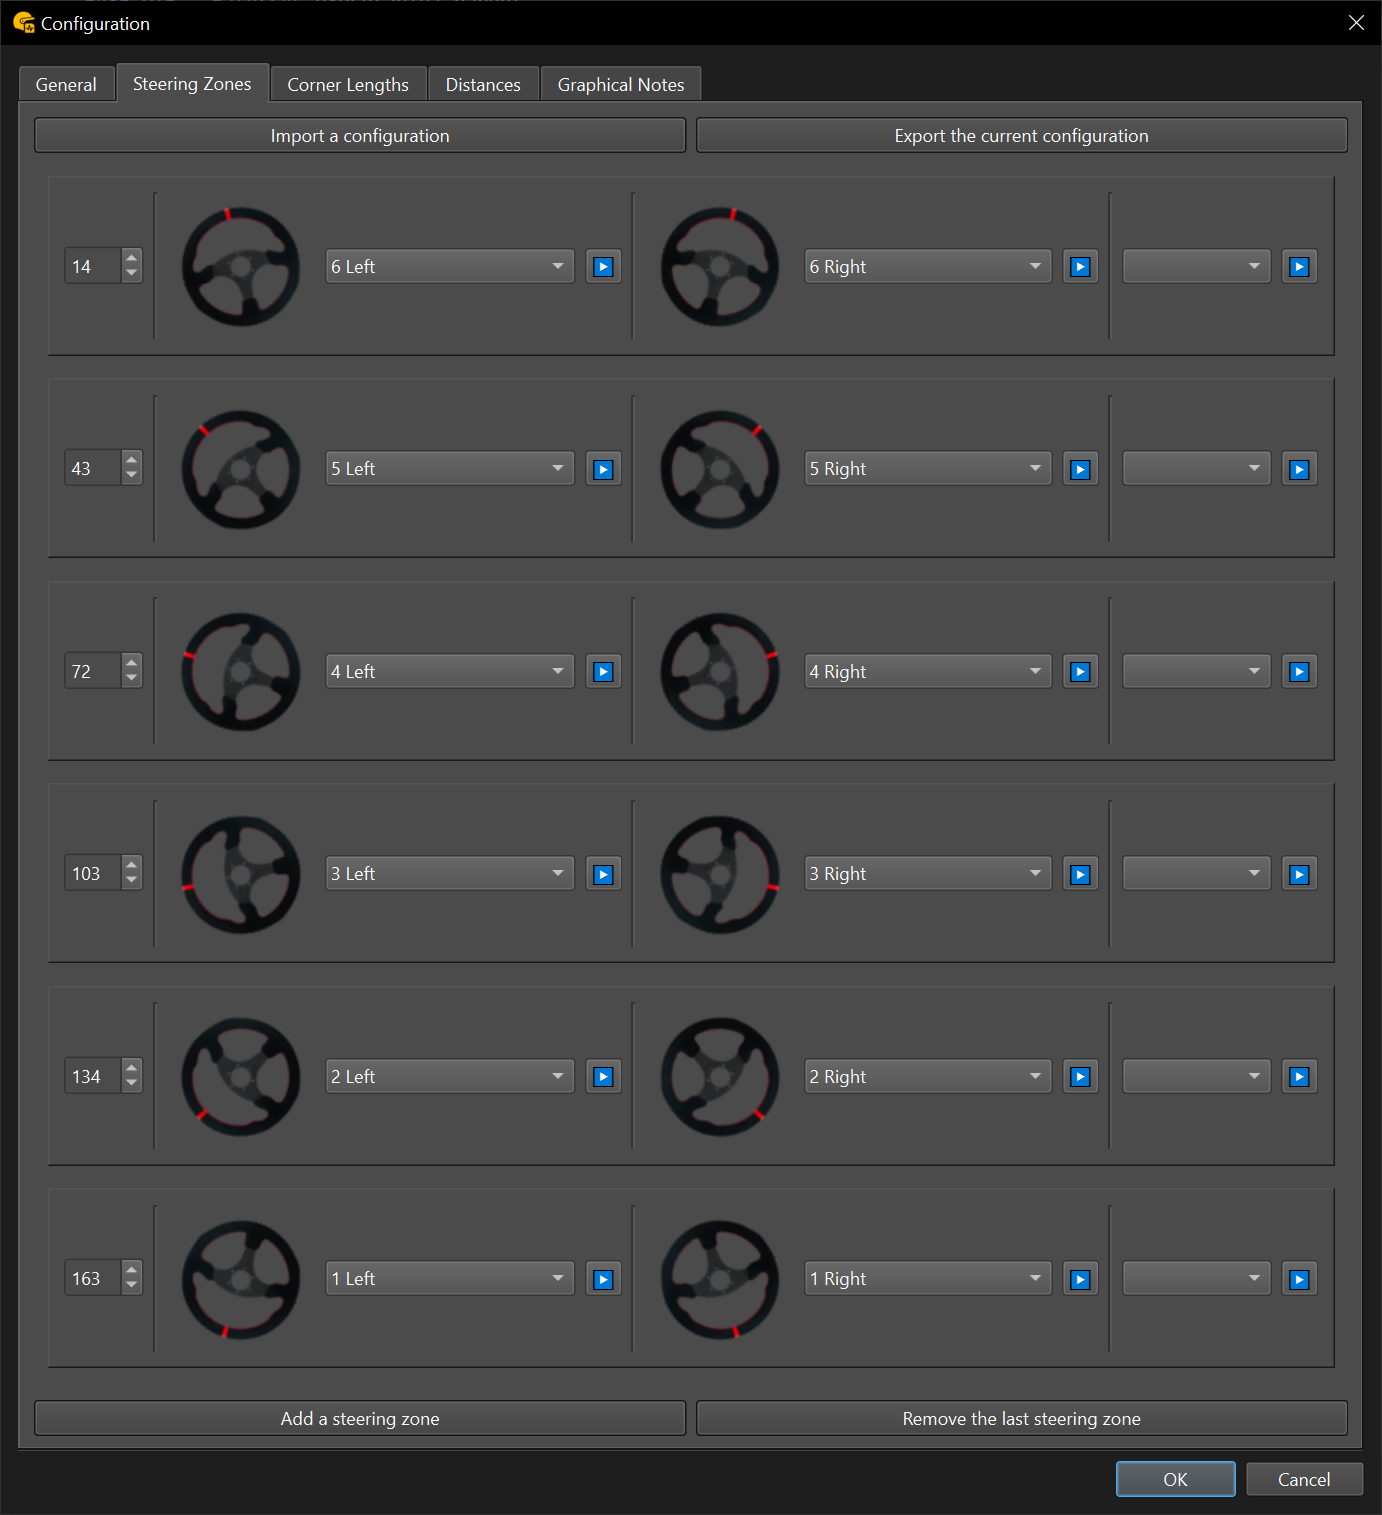 Configuration
General
Steering Zones
Corner Lengths
Distances
Graphical Notes
Import a configuration
Export the current configuration
14
6 Left
6 Right
43
5 Left
5 Right
72
4 Left
4 Right
103
3 Left
3 Right
134
2 Left
2 Right
163
1 Left
1 Right
Add a steering zone
Remove the last steering zone
OK
Cancel